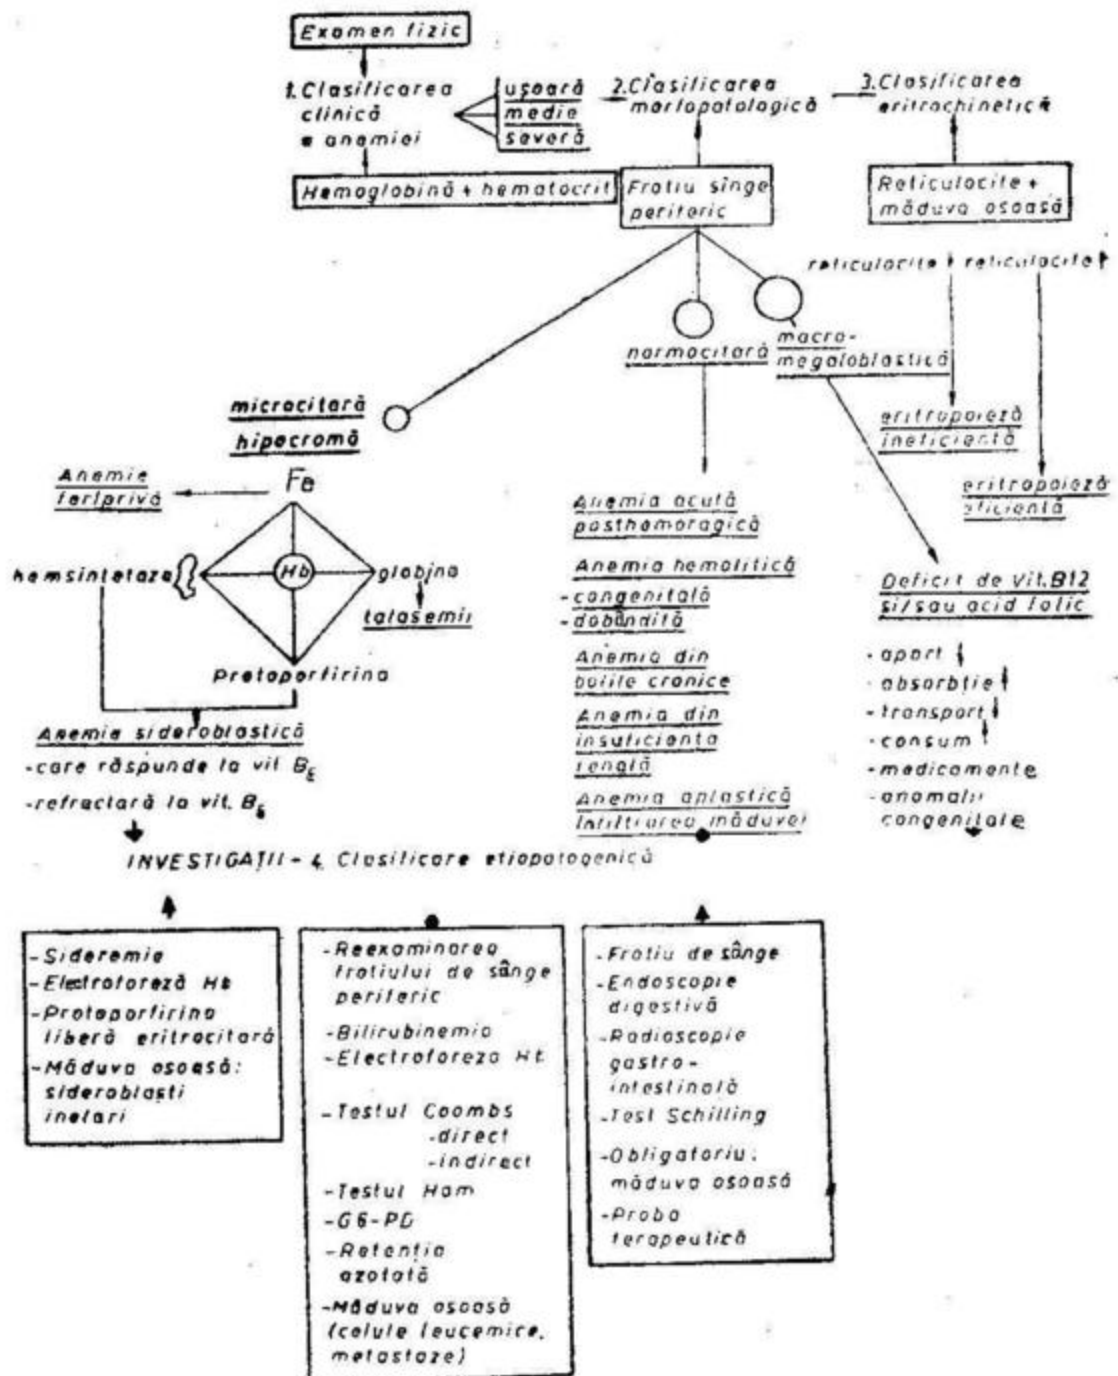 Examen fizic
1. Clasificarea
clinică
a anemiei
ușoară
medie
severă
2. Clasificarea
morfopatologică
3. Clasificarea
eritrochinetică
Hemoglobină + hematocrit
Frotiu sînge
periferic
Reticulocite +
măduva osoasă
reticulocite ↓ reticulocite ↑
normocitară
macro-
megaloblastică
microcitară
hipocromă
eritropoieză
ineficientă
eritropoieză
eficientă
Anemie
feriprivă
Fe
hemsintetaze
Hb
globina
talasemii
Protoporfirina
Anemia sideroblastică
-care răspunde la vit B6
-refractară la vit. B6
Anemia acută
posthemoragică
Anemia hemolitică
-congenitală
-dobândită
Anemia din
bolile cronice
Anemia din
insuficiența
renală
Anemia aplastică
Infiltrarea măduvei
Deficit de vit. B12
si/sau acid folic
-aport ↓
-absorbție
-transport ↓
-consum ↑
-medicamente
-anomalii
congenitale
INVESTIGAȚII - 4. Clasificare etiopatogenică
-Sideremie
-Electroforeză Hb
-Protoporfirina
liberă eritrocitară
-Măduva osoasă:
sideroblaști
inelari
-Reexaminarea
frotiului de sânge
periferic
-Bilirubinemia
-Electroforeza Hb
-Testul Coombs
-direct
-indirect
-Testul Ham
-G6-PD
-Retenția
azotată
-Măduva osoasă
(celule leucemice,
metastaze)
-Frotiu de sânge
-Endoscopie
digestivă
-Radioscopie
gastro-
intestinală
-Test Schilling
-Obligatoriu:
măduva osoasă
-Proba
terapeutică